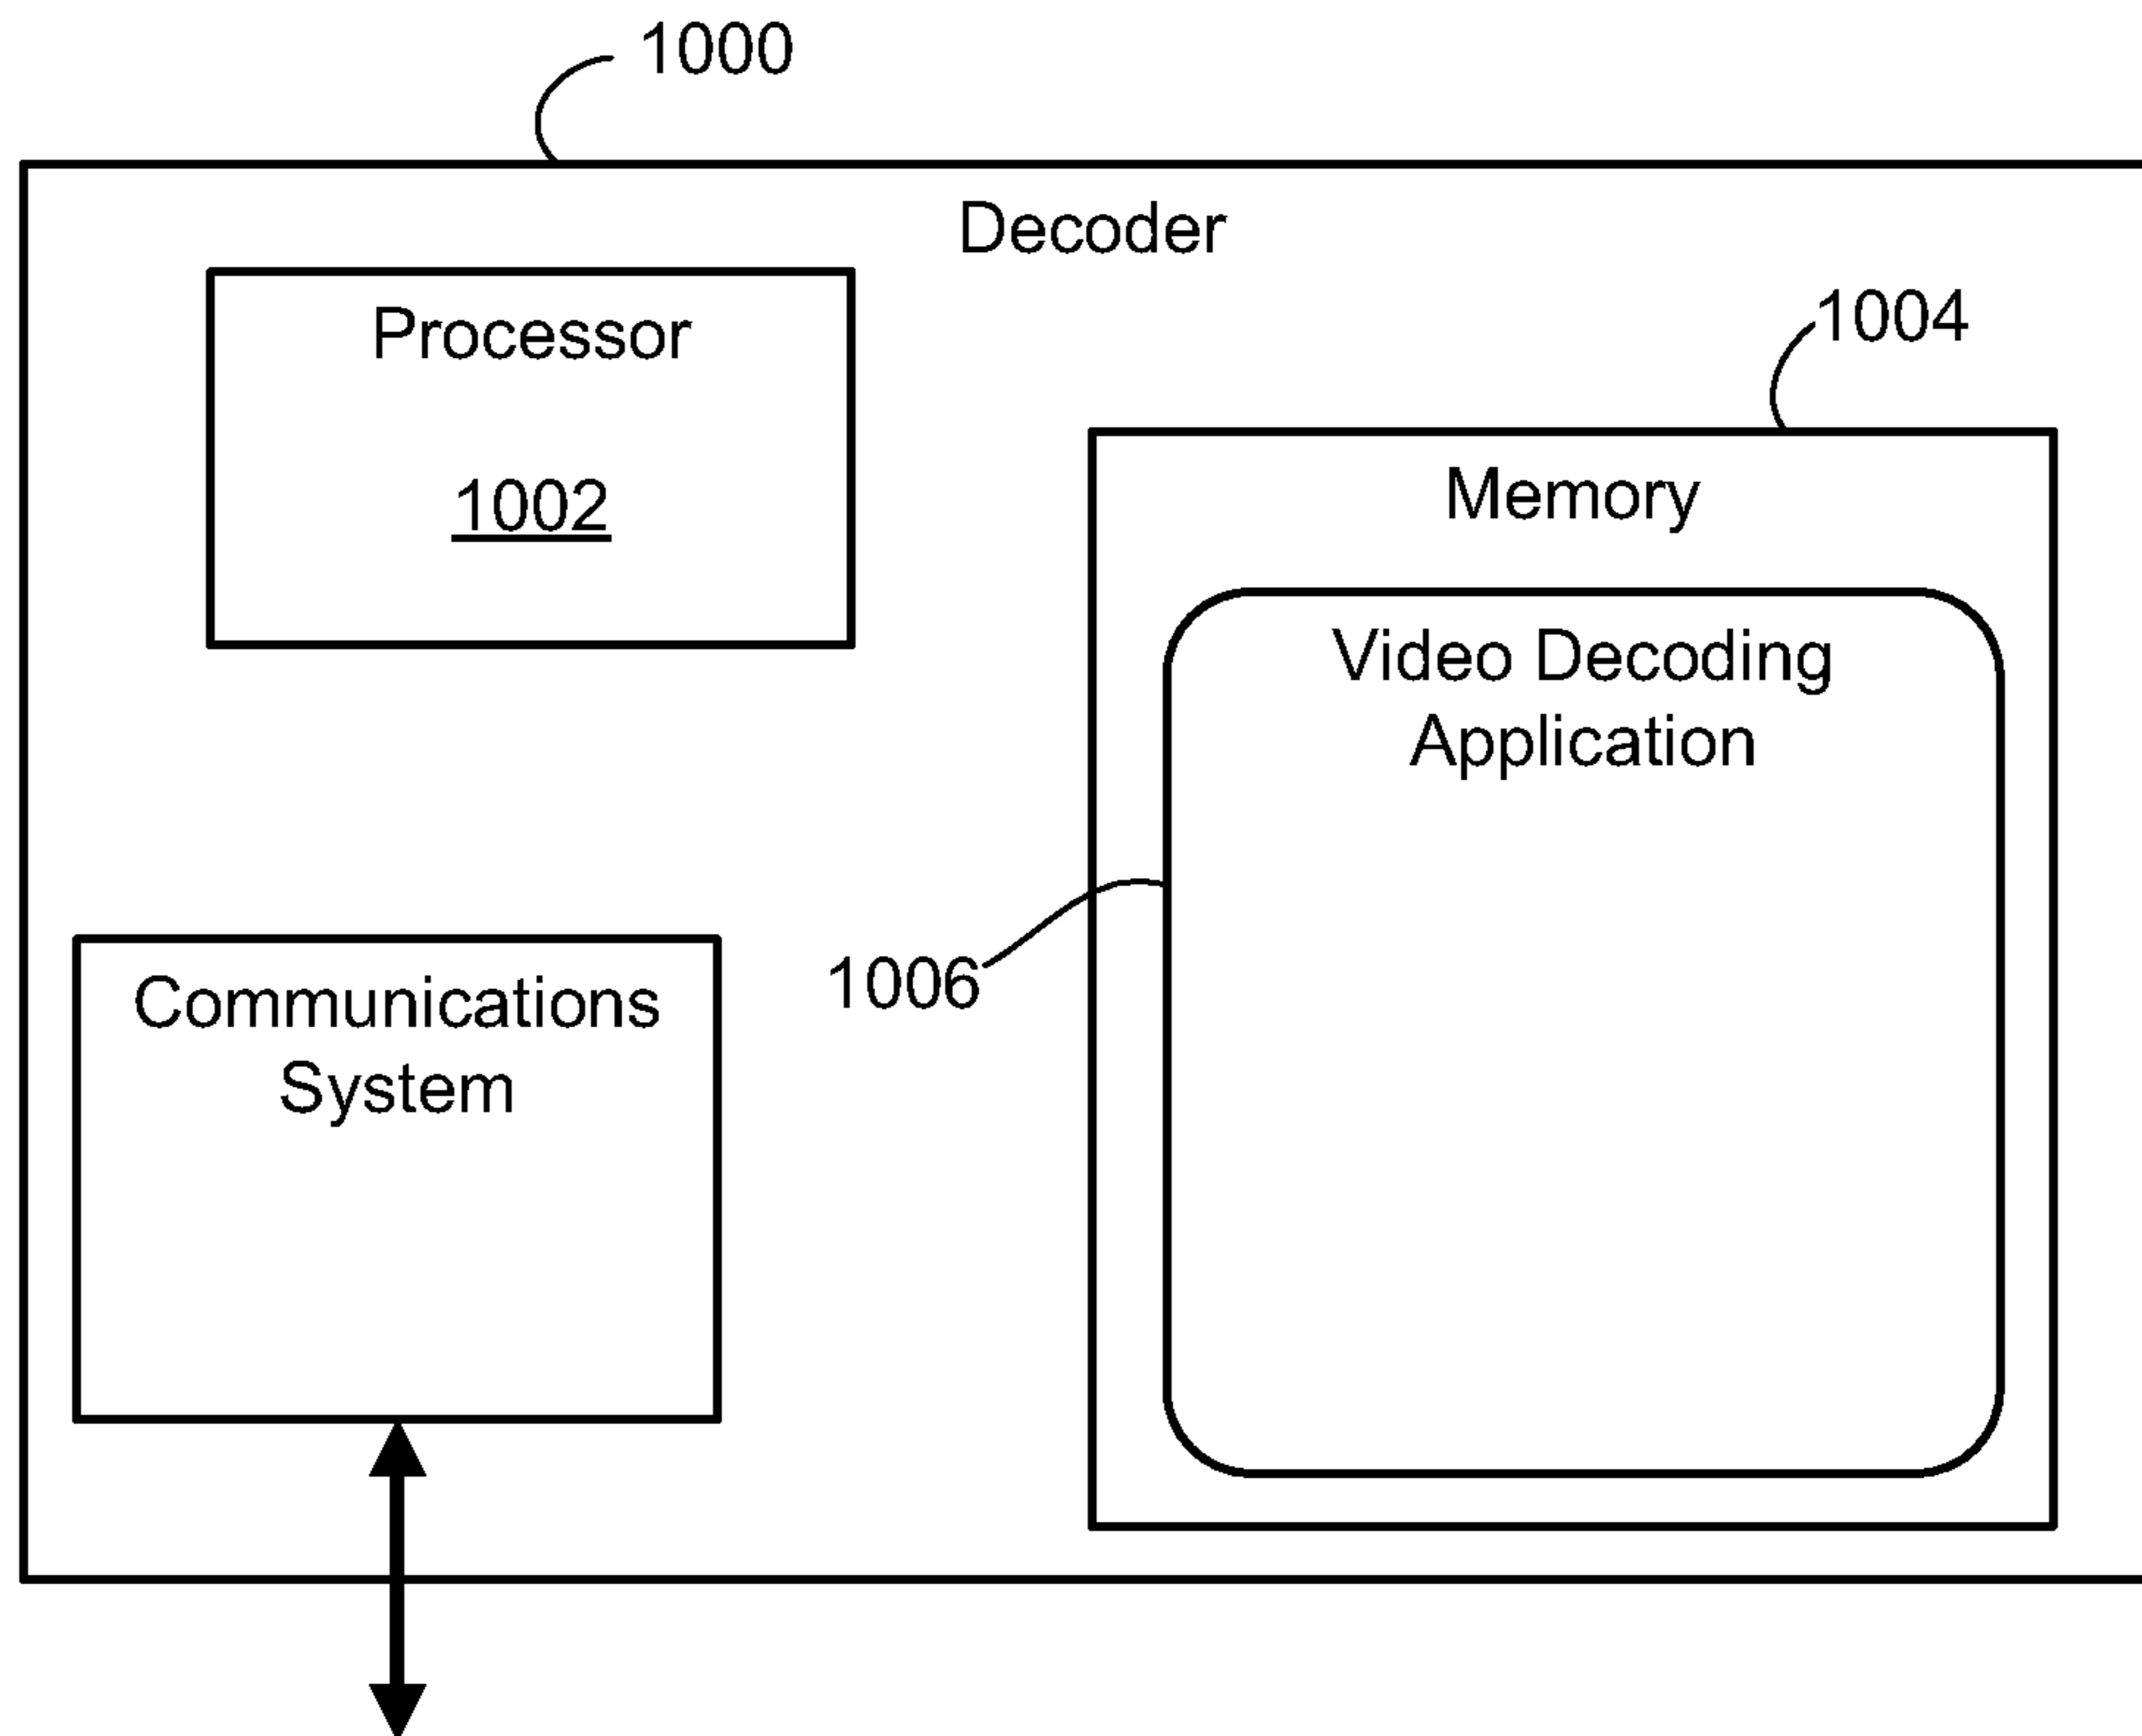 1000
Decoder
Processor
1002
1004
Memory
Video Decoding
Application
1006
Communications
System